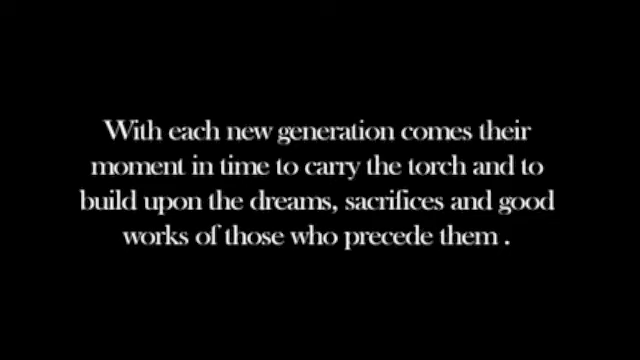 With each new generation comes their
moment in time to carry the torch and to
build upon the dreams, sacrifices and good
works of those who precede them .